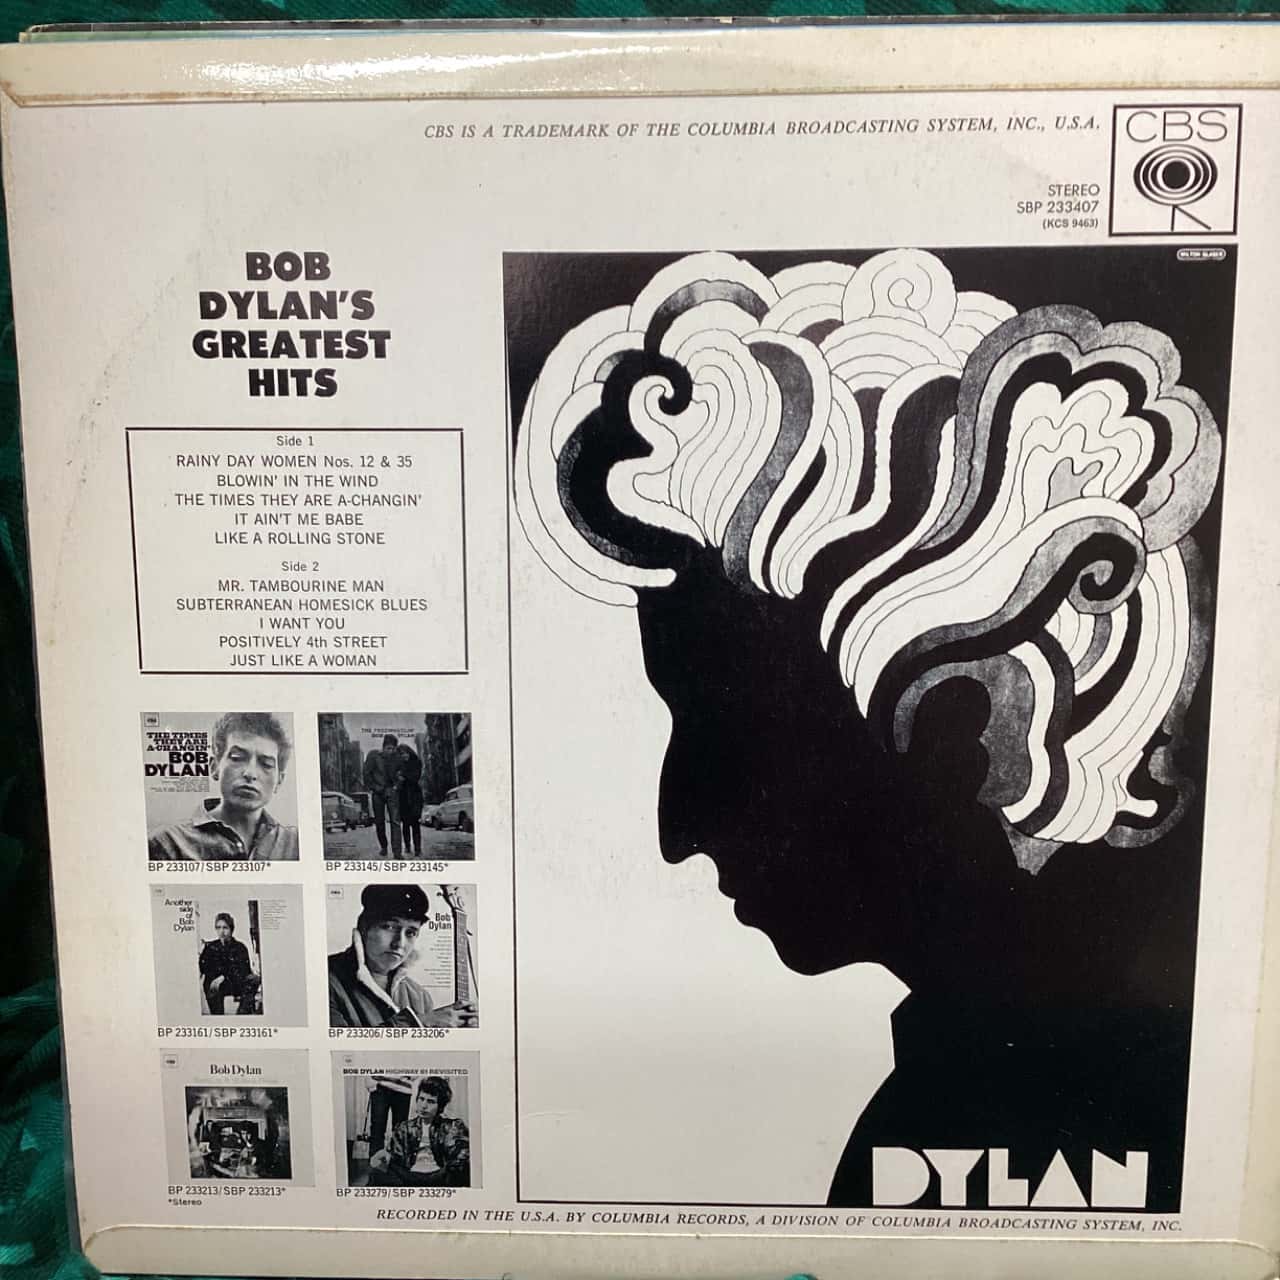 CBS IS A TRADEMARK OF THE COLUMBIA BROADCASTING SYSTEM, INC., U.S.A.
CBS
STEREO
SBP 233407
(KCS 9463)
MILTON GLASER
BOB
DYLAN'S
GREATEST
HITS
Side 1
RAINY DAY WOMEN Nos. 12 & 35
BLOWIN' IN THE WIND
THE TIMES THEY ARE A-CHANGIN'
IT AIN'T ME BABE
LIKE A ROLLING STONE
Side 2
MR. TAMBOURINE MAN
SUBTERRANEAN HOMESICK BLUES
I WANT YOU
POSITIVELY 4th STREET
JUST LIKE A WOMAN
THE TIMES
THEY ARE
A-CHANGIN'
BOB
DYLAN
BP 233107/SBP 233107*
THE FREEWHEELIN'
BOB DYLAN
BP 233145/SBP 233145*
Another
side
of
Bob
Dylan
BP 233161/SBP 233161*
Bob
Dylan
BP 233206/SBP 233206*
Bob Dylan
BP 233213/SBP 233213*
BOB DYLAN HIGHWAY 61 REVISITED
BP 233279/SBP 233279*
*Stereo
DYLAN
RECORDED IN THE U.S.A. BY COLUMBIA RECORDS, A DIVISION OF COLUMBIA BROADCASTING SYSTEM, INC.